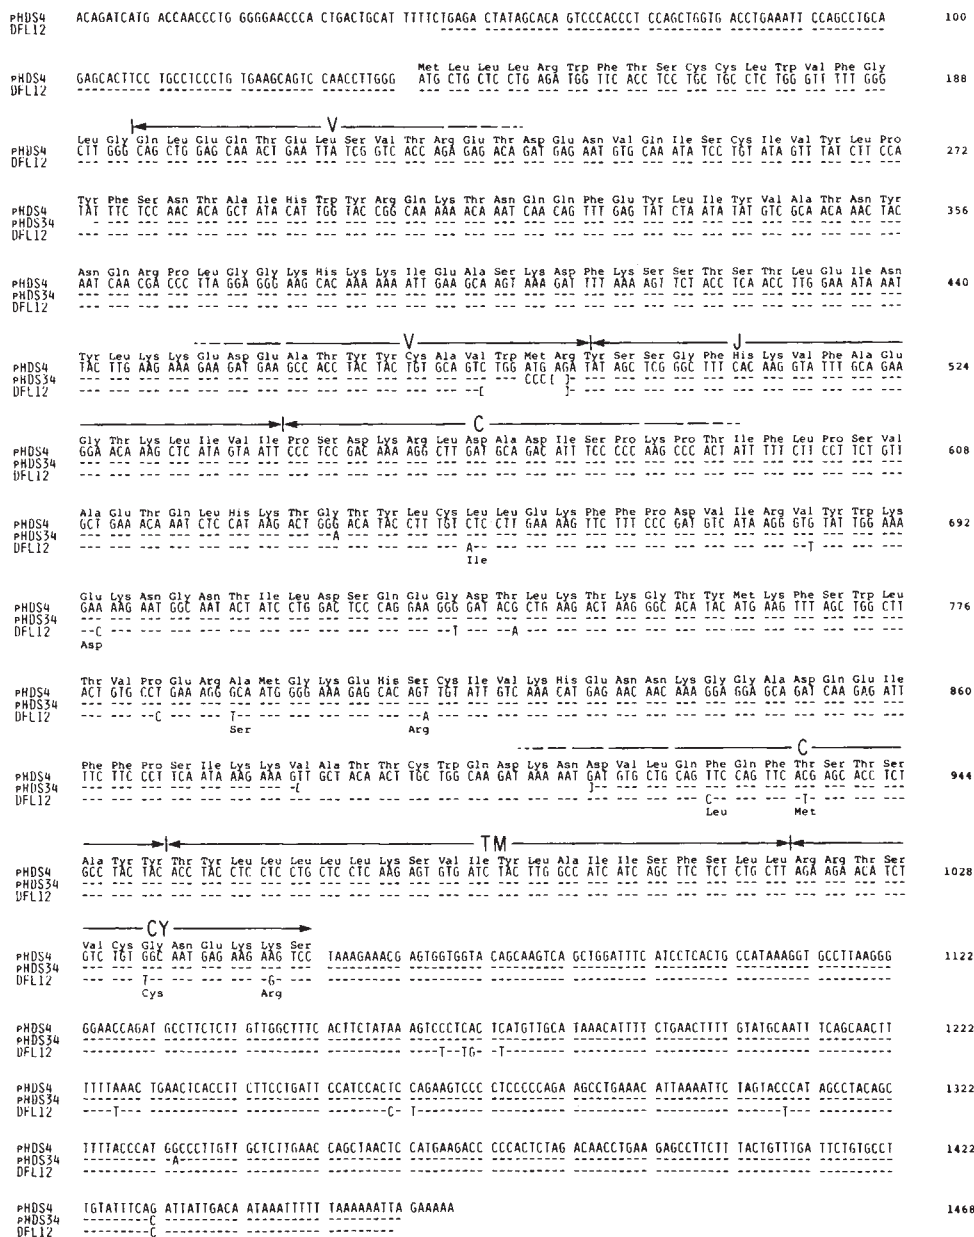 pHDS4 ACAGATCATG ACCAACCCTG GGGGAACCCA CTGACTGCAT TTTTCTGAGA CTATAGCACA GTCCCACCCT CCAGCTGGTG ACCTGAAATT CCAGCCTGCA 100
DFL12
Met Leu Leu Leu Arg Trp Phe Thr Ser Cys Cys Leu Trp Val Phe Gly
pHDS4 GAGCACTTCC TGCCTCCCTG TGAAGCAGTC CAACCTTGGG ATG CTG CTC CTG AGA TGG TTC ACC TCC TGC TGC CTC TGG GTT TTT GGG 188
DFL12
V
Leu Gly Gln Leu Glu Gln Thr Glu Leu Ser Val Thr Arg Glu Thr Asp Glu Asn Val Gln Ile Ser Cys Ile Val Tyr Leu Pro
pHDS4 CTT GGG CAG CTG GAG CAA ACT GAA TTA TCG GTC ACC AGA GAG ACA GAT GAG AAT GTG CAA ATA TCC TGT ATA GTT TAT CTT CCA 272
DFL12
Tyr Phe Ser Asn Thr Ala Ile His Trp Tyr Arg Gln Lys Thr Asn Gln Gln Phe Glu Tyr Leu Ile Tyr Val Ala Thr Asn Tyr
pHDS4 TAT TTC TCC AAC ACA GCT ATA CAT TGG TAC CGG CAA AAA ACA AAT CAA CAG TTT GAG TAT CTA ATA TAT GTC GCA ACA AAC TAC 356
pHDS34
DFL12
Asn Gln Arg Pro Leu Gly Gly Lys His Lys Lys Ile Glu Ala Ser Lys Asp Phe Lys Ser Ser Thr Ser Thr Leu Glu Ile Asn
pHDS4 AAT CAA CGA CCC TTA GGA GGG AAG CAC AAA AAA ATT GAA GCA AGT AAA GAT TTT AAA AGT TCT ACC TCA ACC TTG GAA ATA AAT 440
pHDS34
DFL12
V J
Tyr Leu Lys Lys Glu Asp Glu Ala Thr Tyr Tyr Cys Ala Val Trp Met Arg Tyr Ser Ser Gly Phe His Lys Val Phe Ala Glu
pHDS4 TAC TTG AAG AAA GAA GAT GAA GCC ACC TAC TAC TGT GCA GTC TGG ATG AGA TAT AGC TCG GGC TTT CAC AAG GTA TTT GCA GAA 524
pHDS34 CCC[ ]
DFL12 [ ]
C
Gly Thr Lys Leu Ile Val Ile Pro Ser Asp Lys Arg Leu Asp Ala Asp Ile Ser Pro Lys Pro Thr Ile Phe Leu Pro Ser Val
pHDS4 GGA ACA AAG CTC ATA GTA ATT CCC TCC GAC AAA AGG CTT GAT GCA GAC ATT TCC CCC AAG CCC ACT ATT TTT CTT CCT TCT GTT 608
pHDS34
DFL12
Ala Glu Thr Gln Leu His Lys Thr Gly Thr Tyr Leu Cys Leu Leu Glu Lys Phe Phe Pro Asp Val Ile Arg Val Tyr Trp Lys
pHDS4 GCT GAA ACA AAT CTC CAT AAG ACT GGG ACA TAC CTT TGT CTC CTT GAA AAG TTC TTT CCC GAT GTC ATA AGG GTG TAT TGG AAA 692
pHDS34 A
DFL12 A T
Ile
Glu Lys Asn Gly Asn Thr Ile Leu Asp Ser Gln Glu Gly Asp Thr Leu Lys Thr Lys Gly Thr Tyr Met Lys Phe Ser Trp Leu
pHDS4 GAA AAG AAT GGC AAT ACT ATC CTG GAC TCC CAG GAA GGG GAT ACG CTG AAG ACT AAG GGC ACA TAC ATG AAG TTT AGC TGG CTT 776
pHDS34
DFL12 C T A
Asp
Thr Val Pro Glu Arg Ala Met Gly Lys Glu His Ser Cys Ile Val Lys His Glu Asn Asn Lys Gly Gly Ala Asp Gln Glu Ile
pHDS4 ACT GTG CCT GAA AGG GCA ATG GGG AAA GAG CAC AGT TGT ATT GTC AAA CAT GAG AAC AAC AAA GGA GGA GCA GAT CAA GAG ATT 860
pHDS34
DFL12 C T A
Ser Arg
C
Phe Phe Pro Ser Ile Lys Lys Val Ala Thr Thr Cys Trp Gln Asp Lys Asn Asp Val Leu Gln Phe Gln Phe Thr Ser Thr Ser
pHDS4 TTC TTC CCT TCA ATA AAG AAA GTT GCT ACA ACT TGC TGG CAA GAT AAA AAT GAT GTG CTG CAG TTC CAG TTC ACG AGC ACC TCT 944
pHDS34 [ ]
DFL12 C T
Leu Met
TM
Ala Tyr Tyr Thr Tyr Leu Leu Leu Leu Leu Lys Ser Val Ile Tyr Leu Ala Ile Ile Ser Phe Ser Leu Leu Arg Arg Thr Ser
pHDS4 GCC TAC TAC ACC TAC CTC CTC CTG CTC CTC AAG AGT GTG ATC TAC TTG GCC ATC ATC AGC TTC TCT CTG CTT AGA AGA ACA TCT 1028
pHDS34
DFL12
CY
Val Cys Gly Asn Glu Lys Lys Ser
pHDS4 GTC TGT GGC AAT GAG AAG AAG TCC TAAAGAAACG AGTGGTGGTA CAGCAAGTCA GCTGGATTTC ATCCTCACTG CCATAAAGGT GCCTTAAGGG 1122
pHDS34
DFL12 T G
Cys Arg
pHDS4 GGAACCAGAT GCCTTCTCTT GTTGGCTTTC ACTTCTATAA AGTCCCTCAC TCATGTTGCA TAAACATTTT CTGAACTTTT GTATGCAATT TCAGCAACTT 1222
pHDS34
DFL12 T TG T
pHDS4 TTTTAAACT GAACTCACCTT CTTCCTGATT CCATCCACTC CAGAAGTCCC CTCCCCCAGA AGCCTGAAAC ATTAAAATTC TAGTACCCAT AGCCTACAGC 1322
pHDS34
DFL12 T C T T
pHDS4 TTTTACCCAT GGCCCTTGTT GCTCTTGAAC CAGCTAACTC CATGAAGACC CCCACTCTAG ACAACCTGAA GAGCCTTCTT TACTGTTTGA TTCTGTGCCT 1422
pHDS34 A
DFL12
pHDS4 TGTATTTCAG ATTATTGACA ATAAATTTTT TAAAAAATTA GAAAAA 1468
pHDS34 C
DFL12 C